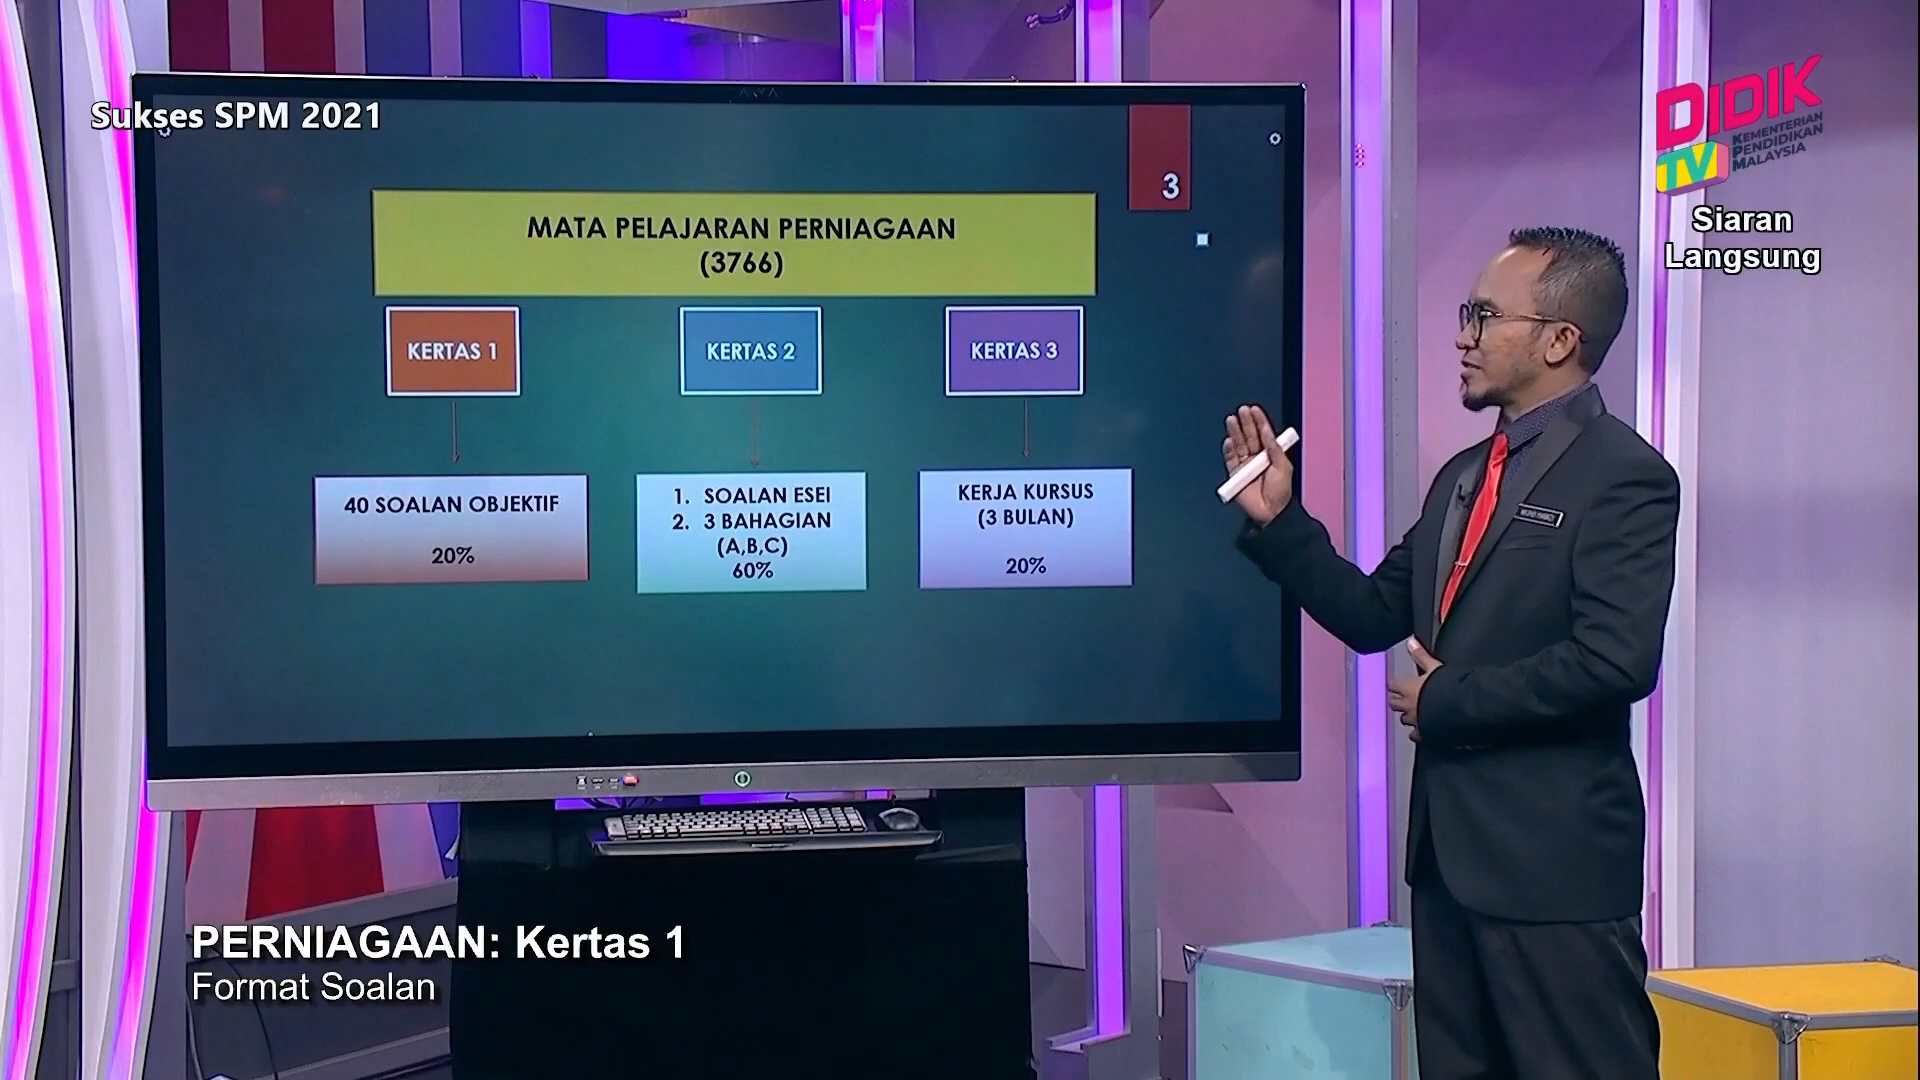 Sukses SPM 2021
DIDIK
TV
KEMENTERIAN
PENDIDIKAN
MALAYSIA
Siaran
Langsung
3
MATA PELAJARAN PERNIAGAAN
(3766)
KERTAS 1
KERTAS 2
KERTAS 3
40 SOALAN OBJEKTIF
20%
1. SOALAN ESEI
2. 3 BAHAGIAN
(A,B,C)
60%
KERJA KURSUS
(3 BULAN)
20%
PERNIAGAAN: Kertas 1
Format Soalan